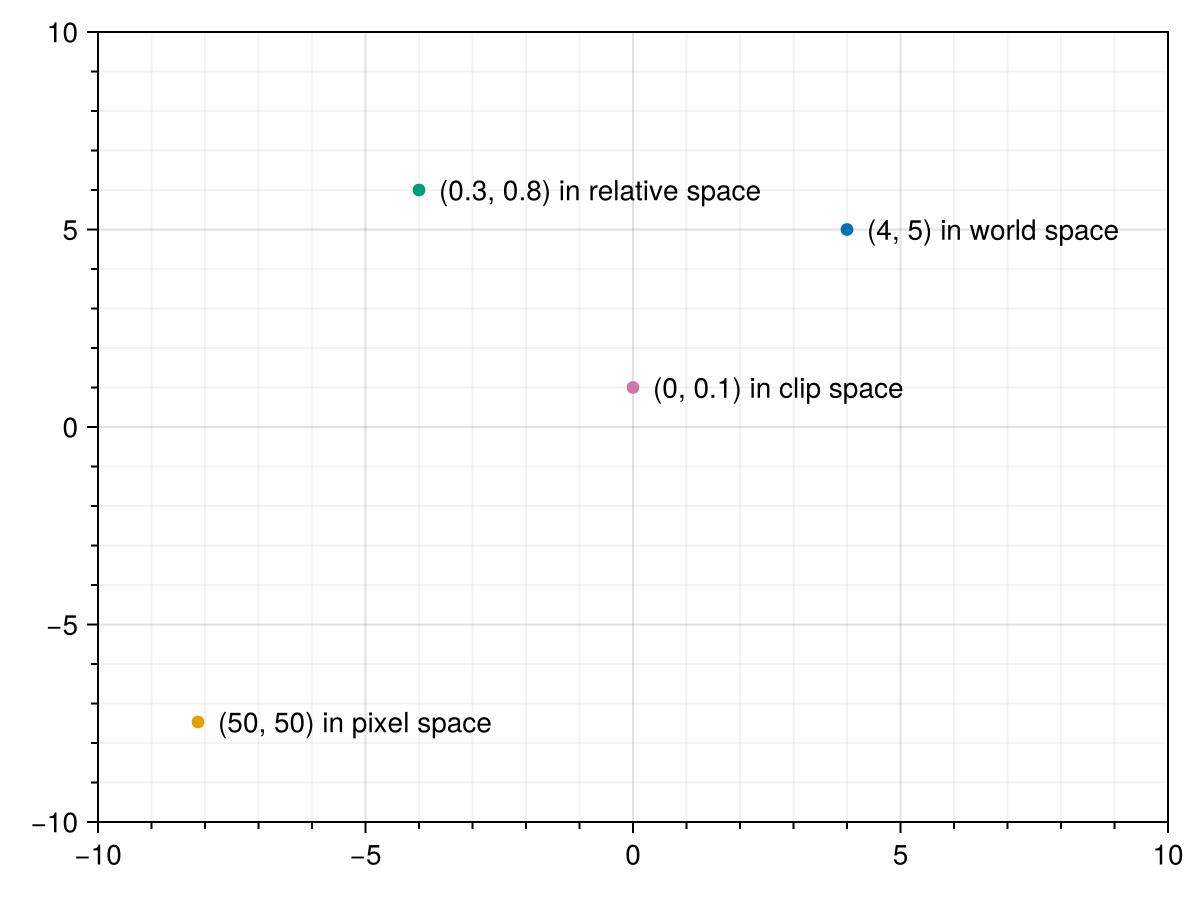 10
(0.3, 0.8) in relative space
5
(4, 5) in world space
(0, 0.1) in clip space
0
−5
(50, 50) in pixel space
−10
−10 −5 0 5 10